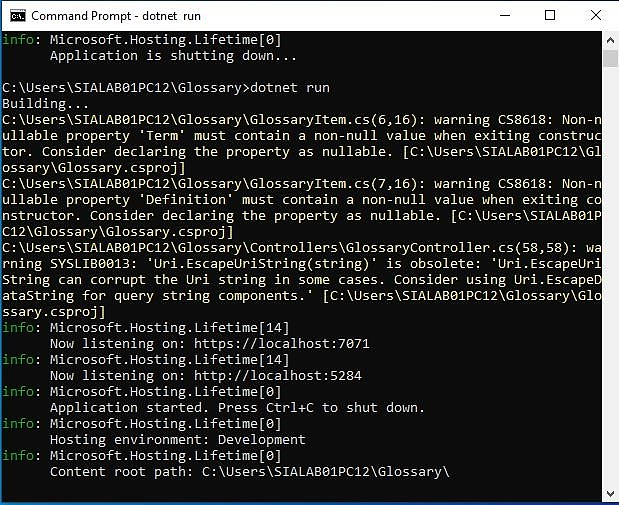 Command Prompt - dotnet run
info: Microsoft.Hosting.Lifetime[0]
      Application is shutting down...

C:\Users\SIALAB01PC12\Glossary>dotnet run
Building...
C:\Users\SIALAB01PC12\Glossary\GlossaryItem.cs(6,16): warning CS8618: Non-n
ullable property 'Term' must contain a non-null value when exiting construc
tor. Consider declaring the property as nullable. [C:\Users\SIALAB01PC12\Gl
ossary\Glossary.csproj]
C:\Users\SIALAB01PC12\Glossary\GlossaryItem.cs(7,16): warning CS8618: Non-n
ullable property 'Definition' must contain a non-null value when exiting co
nstructor. Consider declaring the property as nullable. [C:\Users\SIALAB01P
C12\Glossary\Glossary.csproj]
C:\Users\SIALAB01PC12\Glossary\Controllers\GlossaryController.cs(58,58): wa
rning SYSLIB0013: 'Uri.EscapeUriString(string)' is obsolete: 'Uri.EscapeUri
String can corrupt the Uri string in some cases. Consider using Uri.EscapeD
ataString for query string components.' [C:\Users\SIALAB01PC12\Glossary\Glo
ssary.csproj]
info: Microsoft.Hosting.Lifetime[14]
      Now listening on: https://localhost:7071
info: Microsoft.Hosting.Lifetime[14]
      Now listening on: http://localhost:5284
info: Microsoft.Hosting.Lifetime[0]
      Application started. Press Ctrl+C to shut down.
info: Microsoft.Hosting.Lifetime[0]
      Hosting environment: Development
info: Microsoft.Hosting.Lifetime[0]
      Content root path: C:\Users\SIALAB01PC12\Glossary\